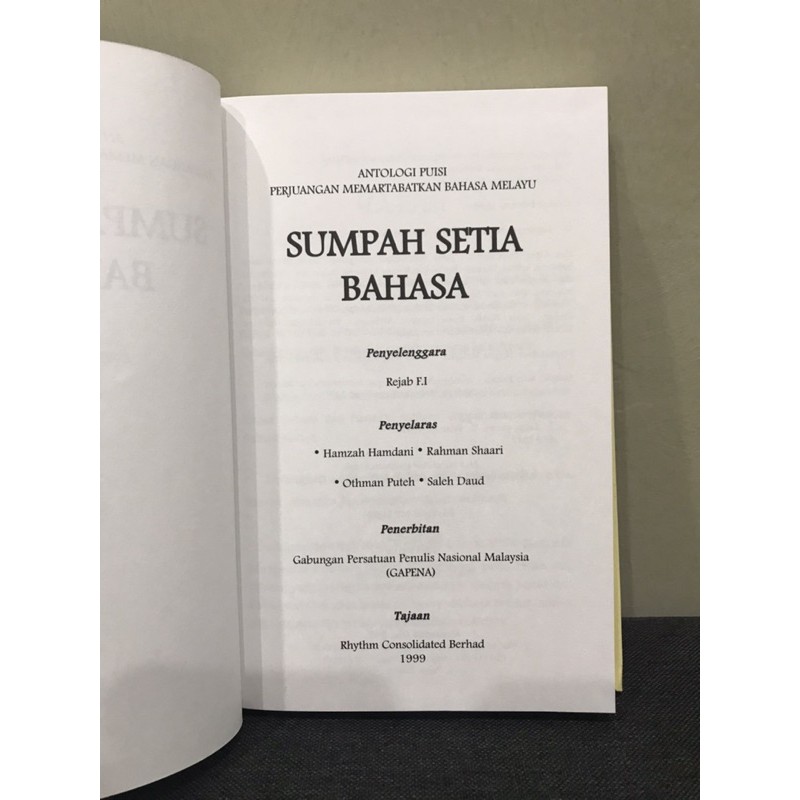 ANTOLOGI PUISI
PERJUANGAN MEMARTABATKAN BAHASA MELAYU
SUMPAH SETIA
BAHASA
Penyelenggara
Rejab F.I
Penyelaras
• Hamzah Hamdani • Rahman Shaari
• Othman Puteh • Saleh Daud
Penerbitan
Gabungan Persatuan Penulis Nasional Malaysia
(GAPENA)
Tajaan
Rhythm Consolidated Berhad
1999